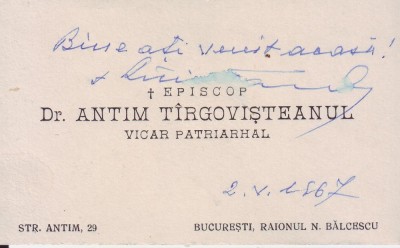 Bine ați venit acasă!
+
† EPISCOP
Dr. ANTIM TÎRGOVIȘTEANUL
VICAR PATRIARHAL
2. V. 1967
STR. ANTIM, 29 BUCUREȘTI, RAIONUL N. BĂLCESCU